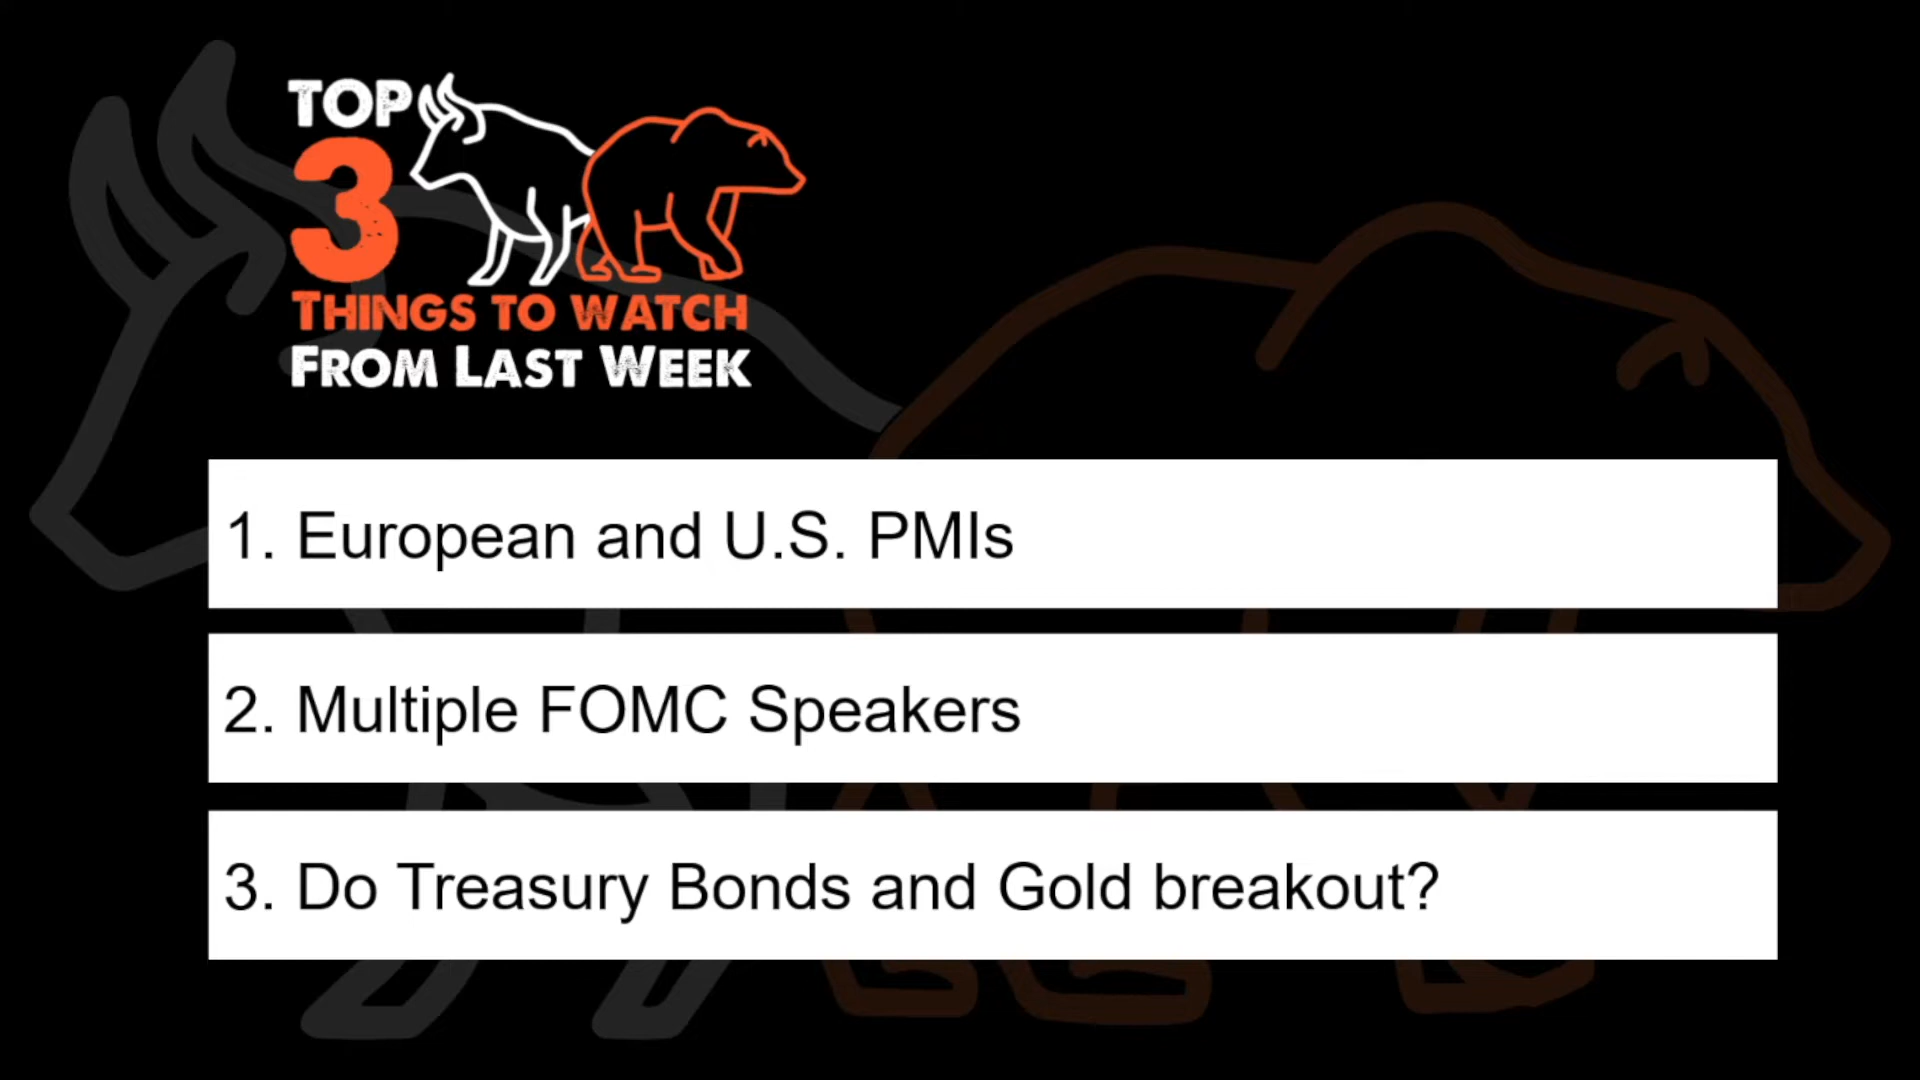 TOP
3
THINGS TO WATCH
FROM LAST WEEK
1. European and U.S. PMIs
2. Multiple FOMC Speakers
3. Do Treasury Bonds and Gold breakout?